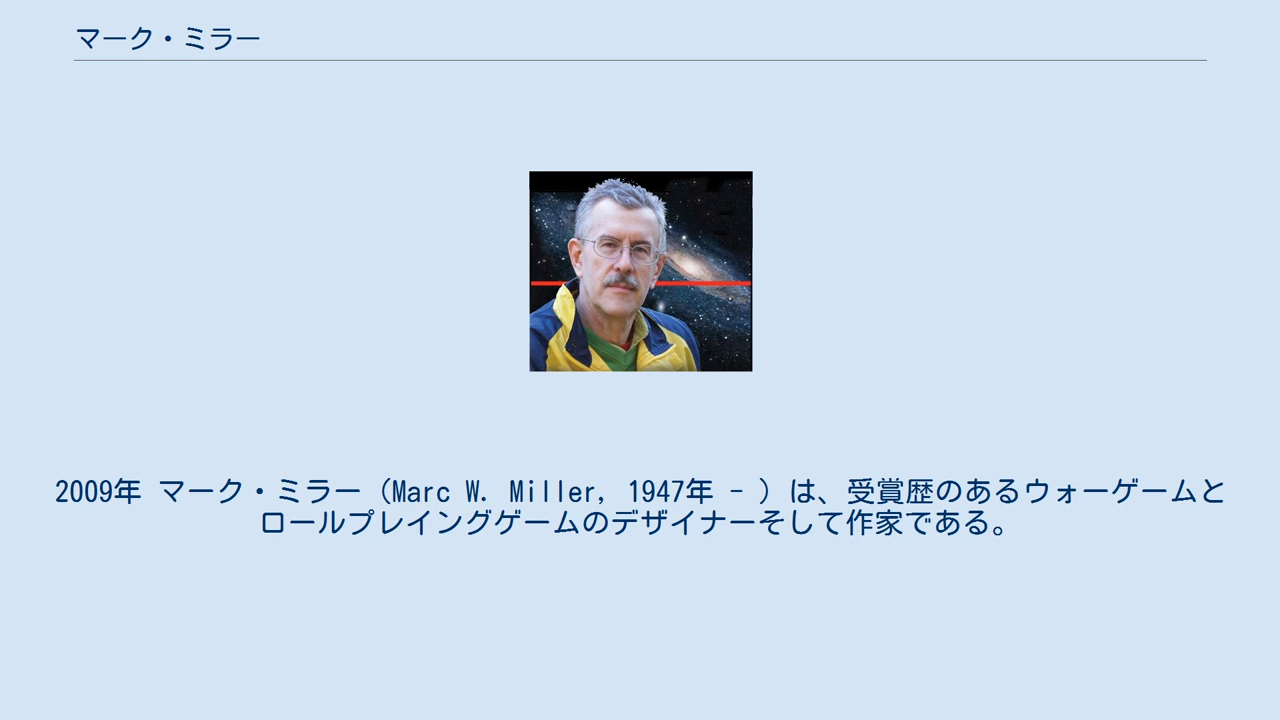 マーク・ミラー
2009年 マーク・ミラー（Marc W. Miller, 1947年 - ）は、受賞歴のあるウォーゲームと
ロールプレイングゲームのデザイナーそして作家である。